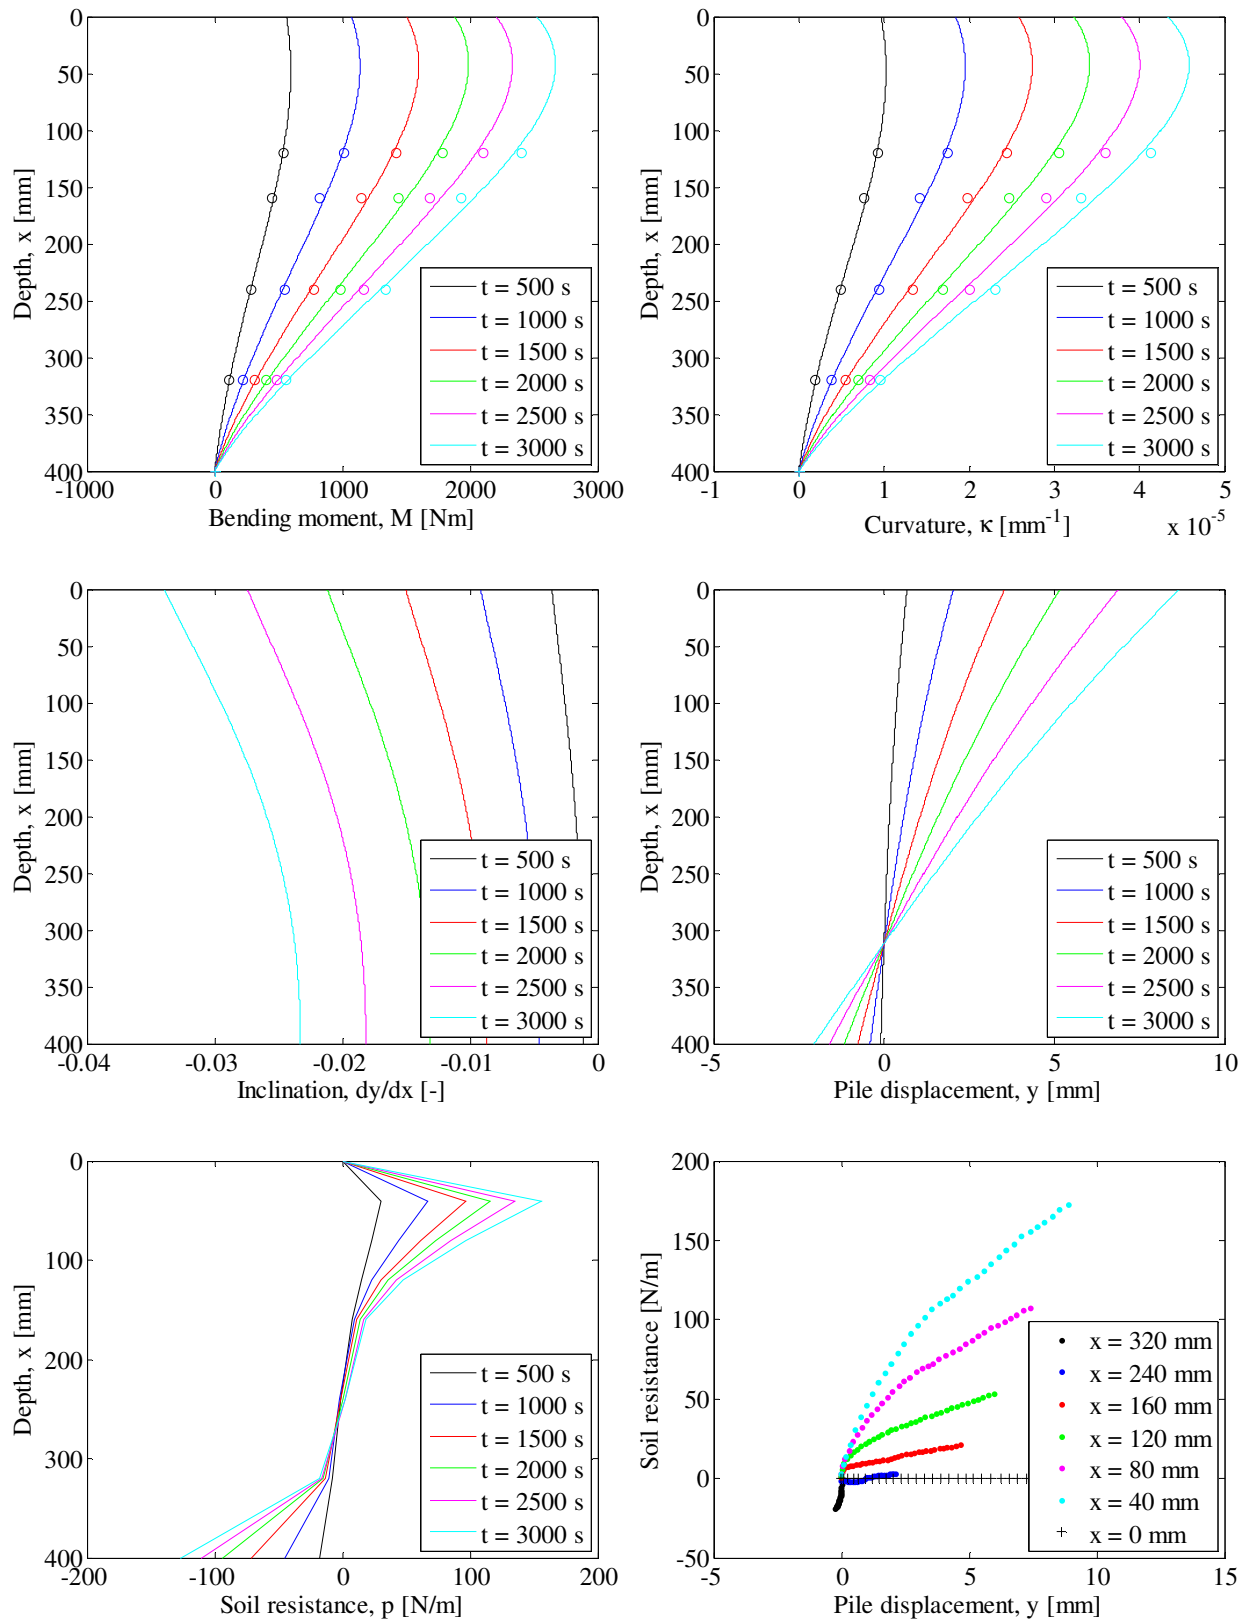 0
50
100
150
200
250
300
350
400
Depth, x [mm]
-1000 0 1000 2000 3000
Bending moment, M [Nm]
t = 500 s
t = 1000 s
t = 1500 s
t = 2000 s
t = 2500 s
t = 3000 s
0
50
100
150
200
250
300
350
400
Depth, x [mm]
-1 0 1 2 3 4 5
x 10⁻⁵
Curvature, κ [mm⁻¹]
t = 500 s
t = 1000 s
t = 1500 s
t = 2000 s
t = 2500 s
t = 3000 s
0
50
100
150
200
250
300
350
400
Depth, x [mm]
-0.04 -0.03 -0.02 -0.01 0
Inclination, dy/dx [-]
t = 500 s
t = 1000 s
t = 1500 s
t = 2000 s
t = 2500 s
t = 3000 s
0
50
100
150
200
250
300
350
400
Depth, x [mm]
-5 0 5 10
Pile displacement, y [mm]
t = 500 s
t = 1000 s
t = 1500 s
t = 2000 s
t = 2500 s
t = 3000 s
0
100
200
300
400
Depth, x [mm]
-200 -100 0 100 200
Soil resistance, p [N/m]
t = 500 s
t = 1000 s
t = 1500 s
t = 2000 s
t = 2500 s
t = 3000 s
200
150
100
50
0
-50
Soil resistance [N/m]
-5 0 5 10 15
Pile displacement, y [mm]
x = 320 mm
x = 240 mm
x = 160 mm
x = 120 mm
x = 80 mm
x = 40 mm
x = 0 mm